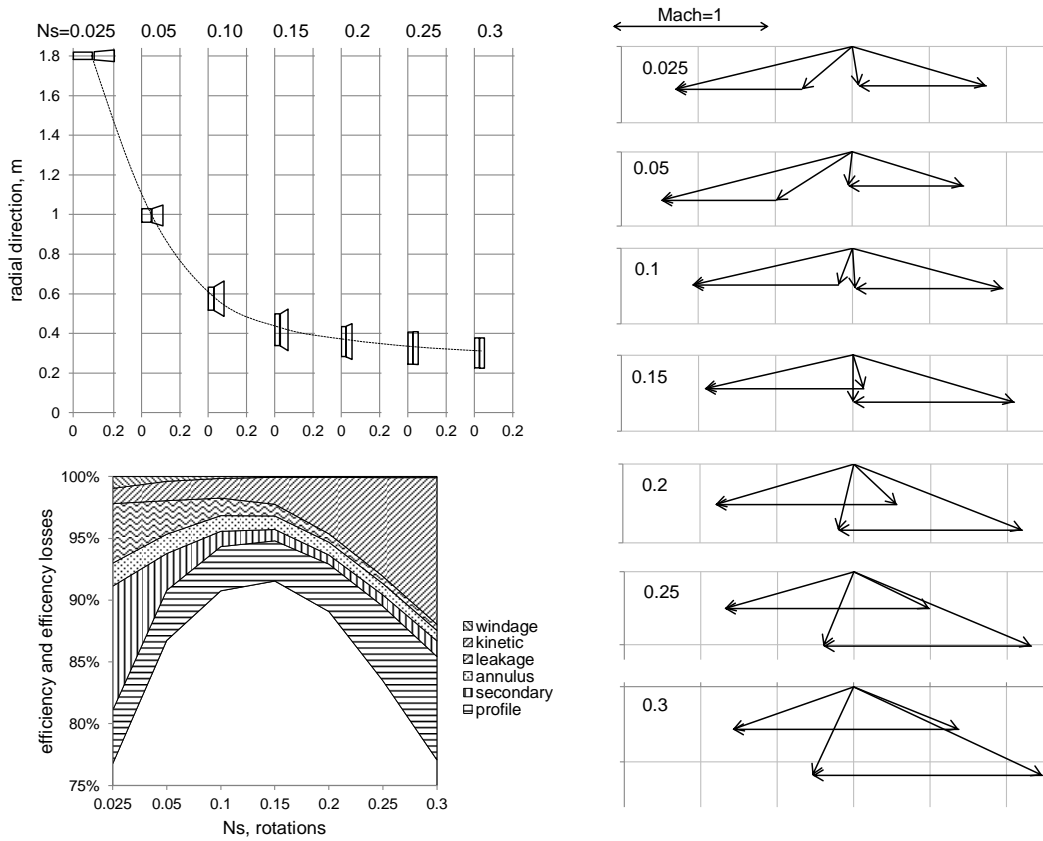 Ns=0.025 0.05 0.10 0.15 0.2 0.25 0.3
1.8
1.6
1.4
1.2
1
0.8
0.6
0.4
0.2
0
radial direction, m
0 0.2 0 0.2 0 0.2 0 0.2 0 0.2 0 0.2 0 0.2
100%
95%
90%
85%
80%
75%
efficiency and efficency losses
windage
kinetic
leakage
annulus
secondary
profile
0.025 0.05 0.1 0.15 0.2 0.25 0.3
Ns, rotations
Mach=1
0.025
0.05
0.1
0.15
0.2
0.25
0.3